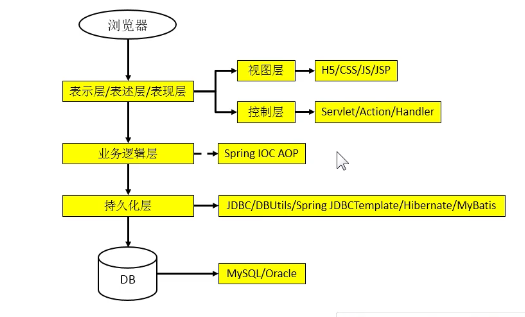 浏览器
视图层
H5/CSS/JS/JSP
表示层/表述层/表现层
控制层
Servlet/Action/Handler
业务逻辑层
Spring IOC AOP
持久化层
JDBC/DBUtils/Spring JDBCTemplate/Hibernate/MyBatis
DB
MySQL/Oracle